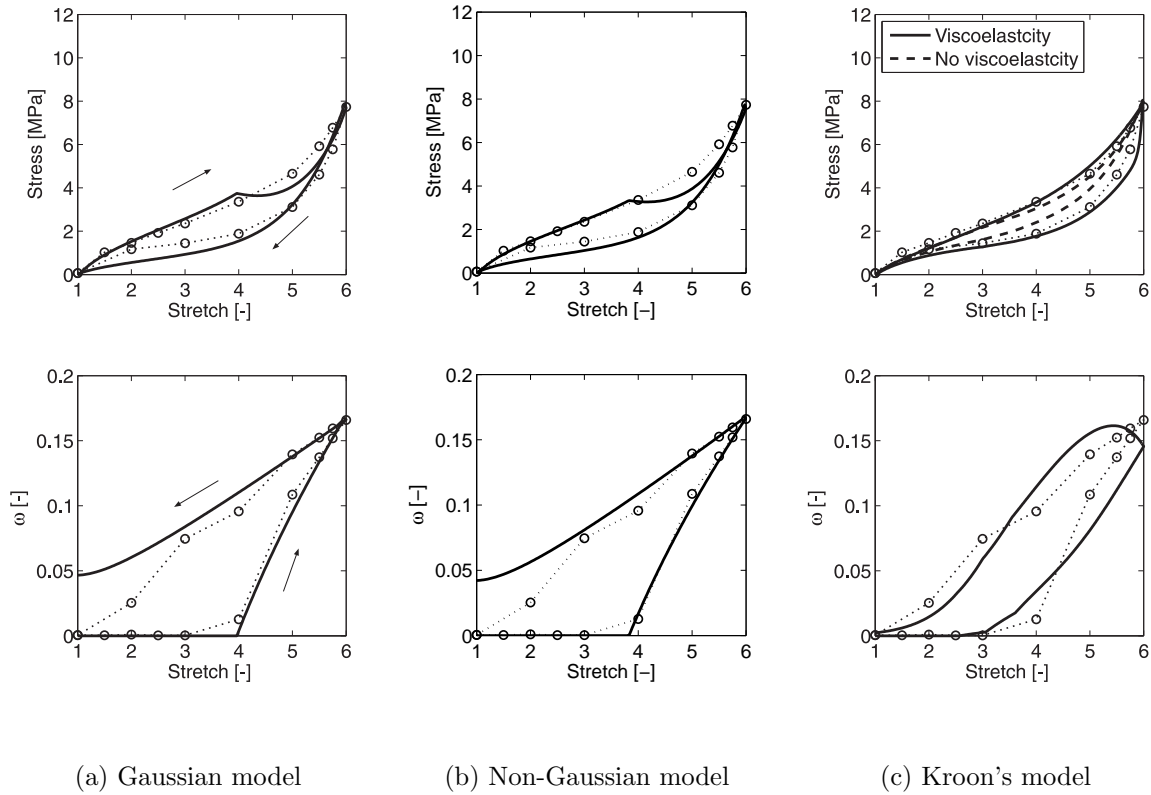 12
10
8
6
4
2
0
Stress [MPa]
1 2 3 4 5 6
Stretch [-]
12
10
8
6
4
2
0
Stress [MPa]
1 2 3 4 5 6
Stretch [–]
12
10
8
6
4
2
0
Stress [MPa]
Viscoelastcity
No viscoelastcity
1 2 3 4 5 6
Stretch [-]
0.2
0.15
0.1
0.05
0
ω [-]
1 2 3 4 5 6
Stretch [-]
0.2
0.15
0.1
0.05
0
ω [–]
1 2 3 4 5 6
Stretch [–]
0.2
0.15
0.1
0.05
0
ω [-]
1 2 3 4 5 6
Stretch [-]
(a) Gaussian model
(b) Non-Gaussian model
(c) Kroon's model